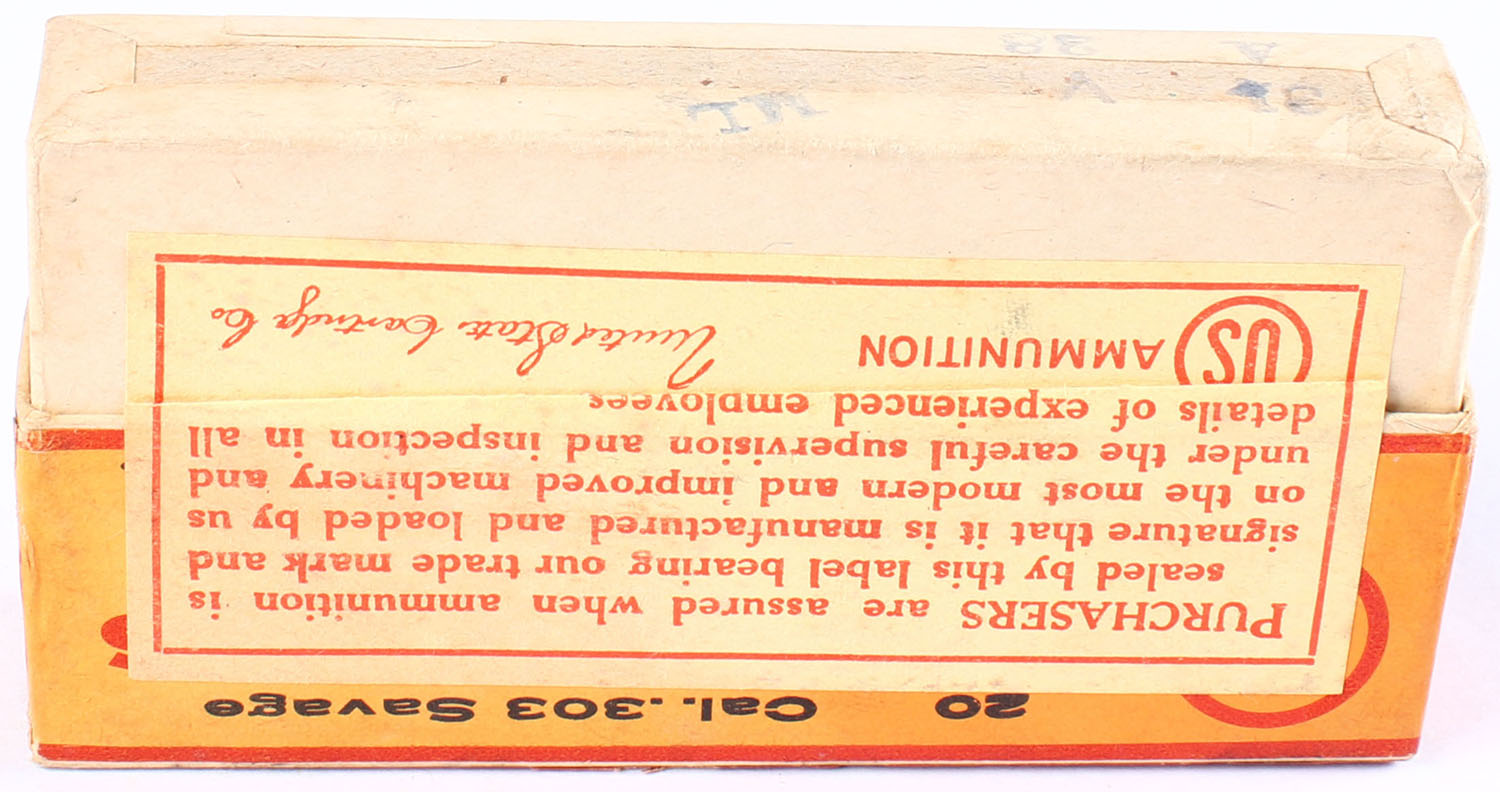 20 Cal. .303 Savage
PURCHASERS are assured when ammunition is
sealed by this label bearing our trade mark and
signature that it is manufactured and loaded by us
on the most modern and improved machinery and
under the careful supervision and inspection in all
details of experienced employees
US AMMUNITION United States Cartridge Co
ML